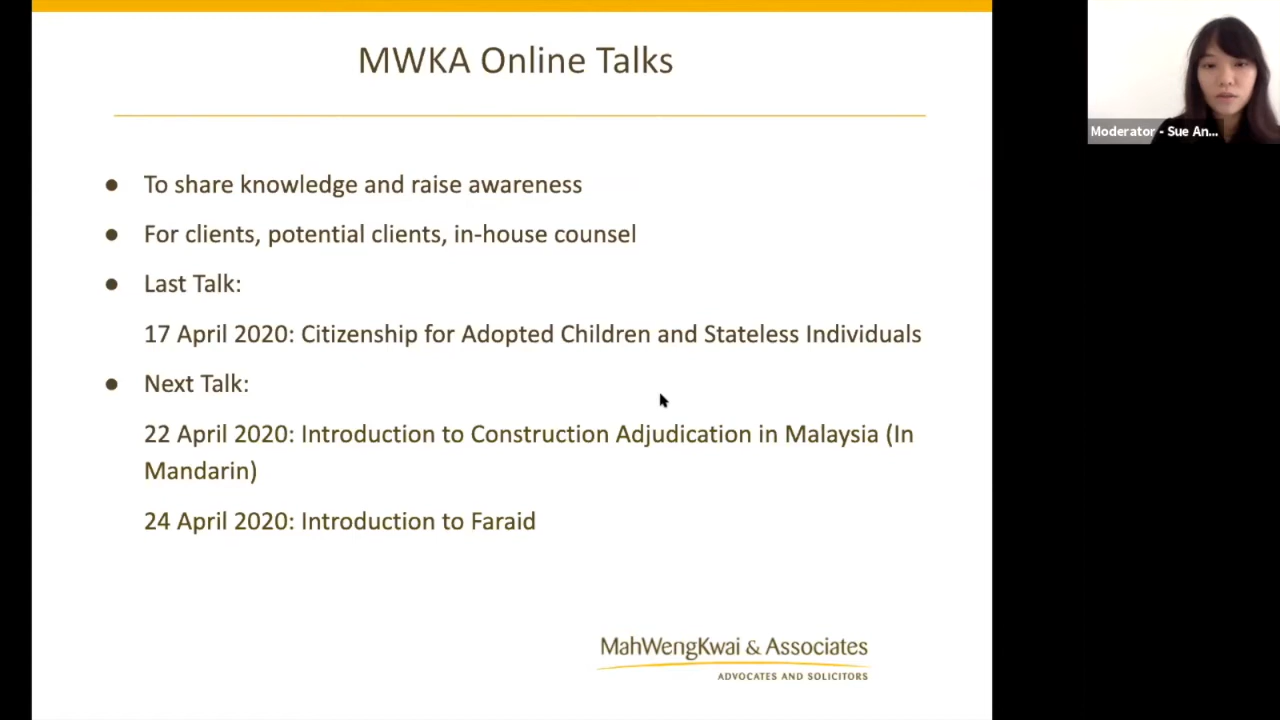 MWKA Online Talks
Moderator - Sue An...
● To share knowledge and raise awareness
● For clients, potential clients, in-house counsel
● Last Talk:
17 April 2020: Citizenship for Adopted Children and Stateless Individuals
● Next Talk:
22 April 2020: Introduction to Construction Adjudication in Malaysia (In
Mandarin)
24 April 2020: Introduction to Faraid
MahWengKwai & Associates
ADVOCATES AND SOLICITORS